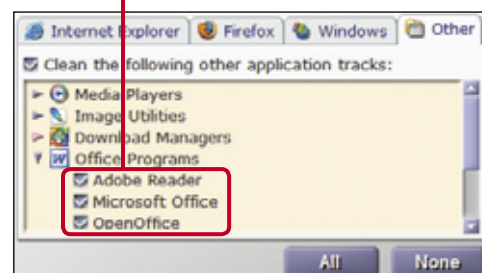 Internet Explorer Firefox Windows Other
Clean the following other application tracks:
Media Players
Image Utilities
Download Managers
Office Programs
Adobe Reader
Microsoft Office
OpenOffice
All None